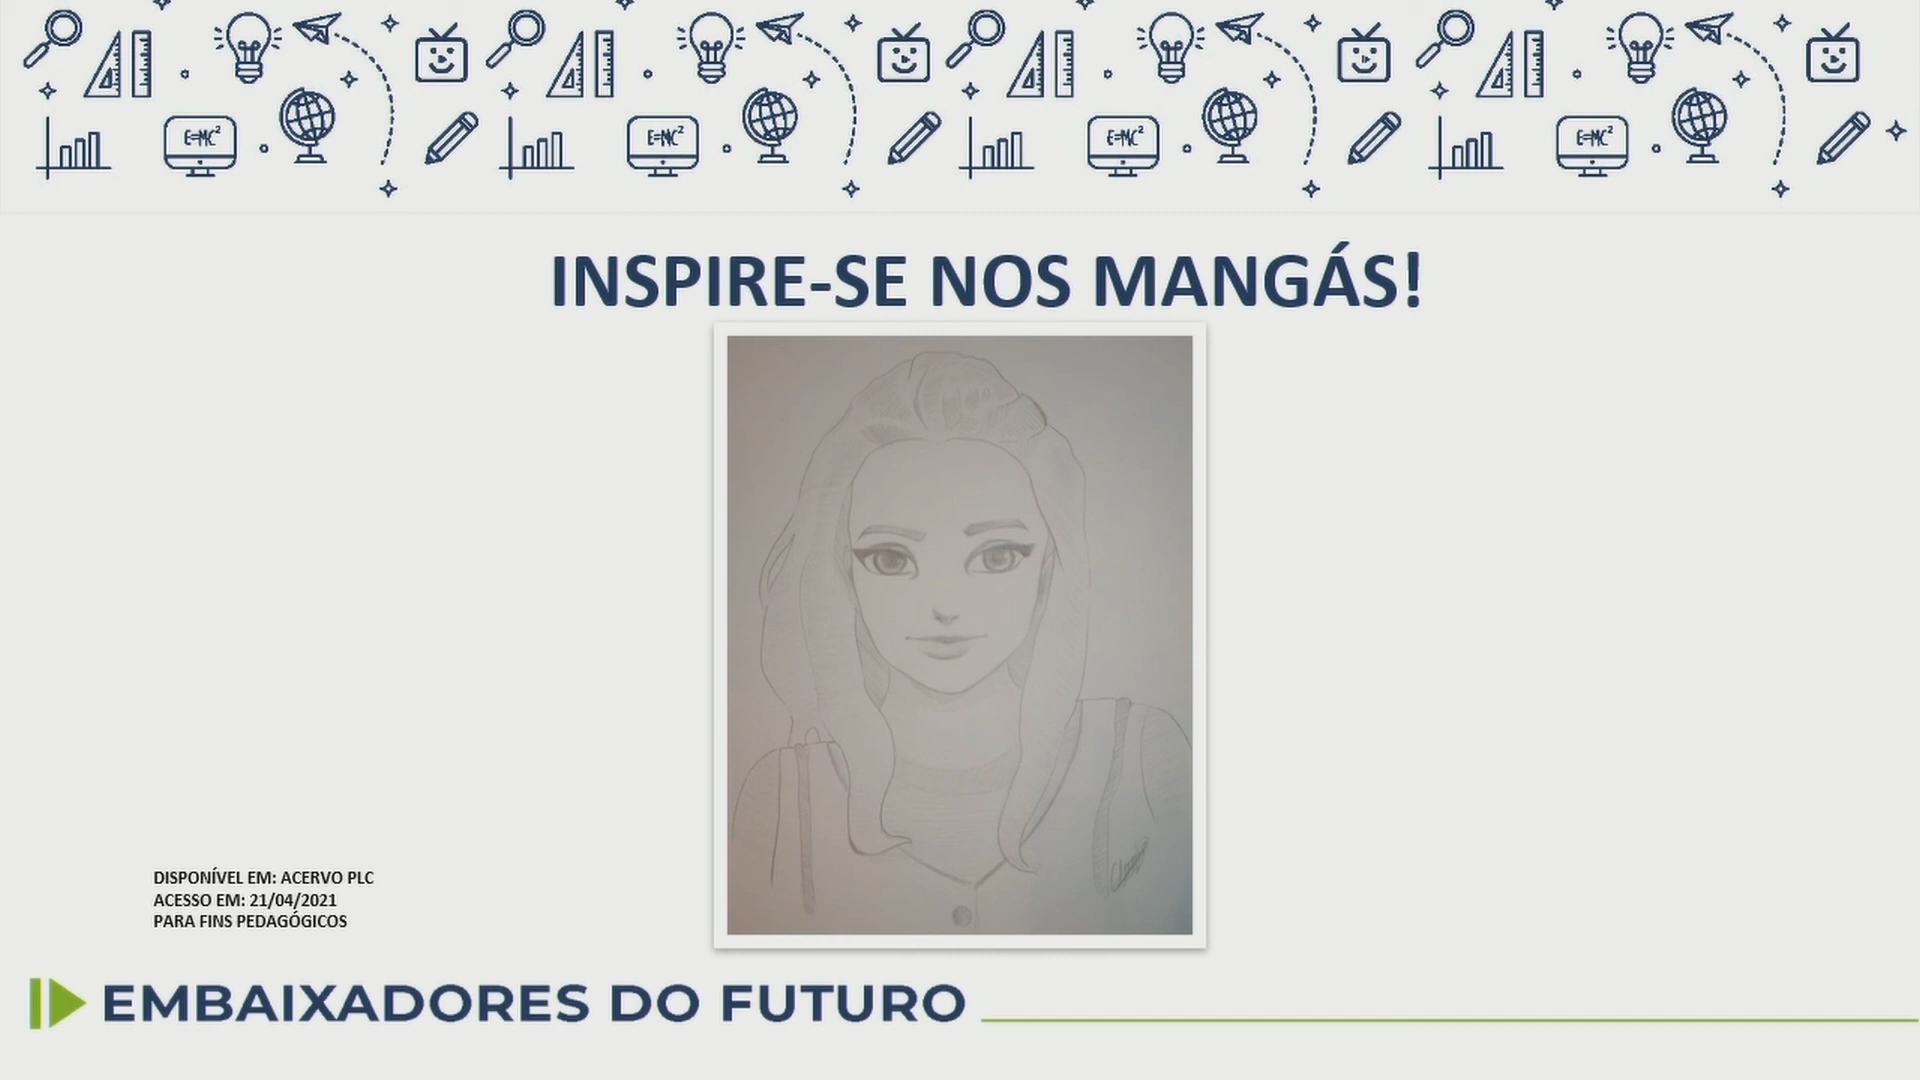 E=MC² E=MC² E=MC² E=MC²
INSPIRE-SE NOS MANGÁS!
DISPONÍVEL EM: ACERVO PLC
ACESSO EM: 21/04/2021
PARA FINS PEDAGÓGICOS
EMBAIXADORES DO FUTURO